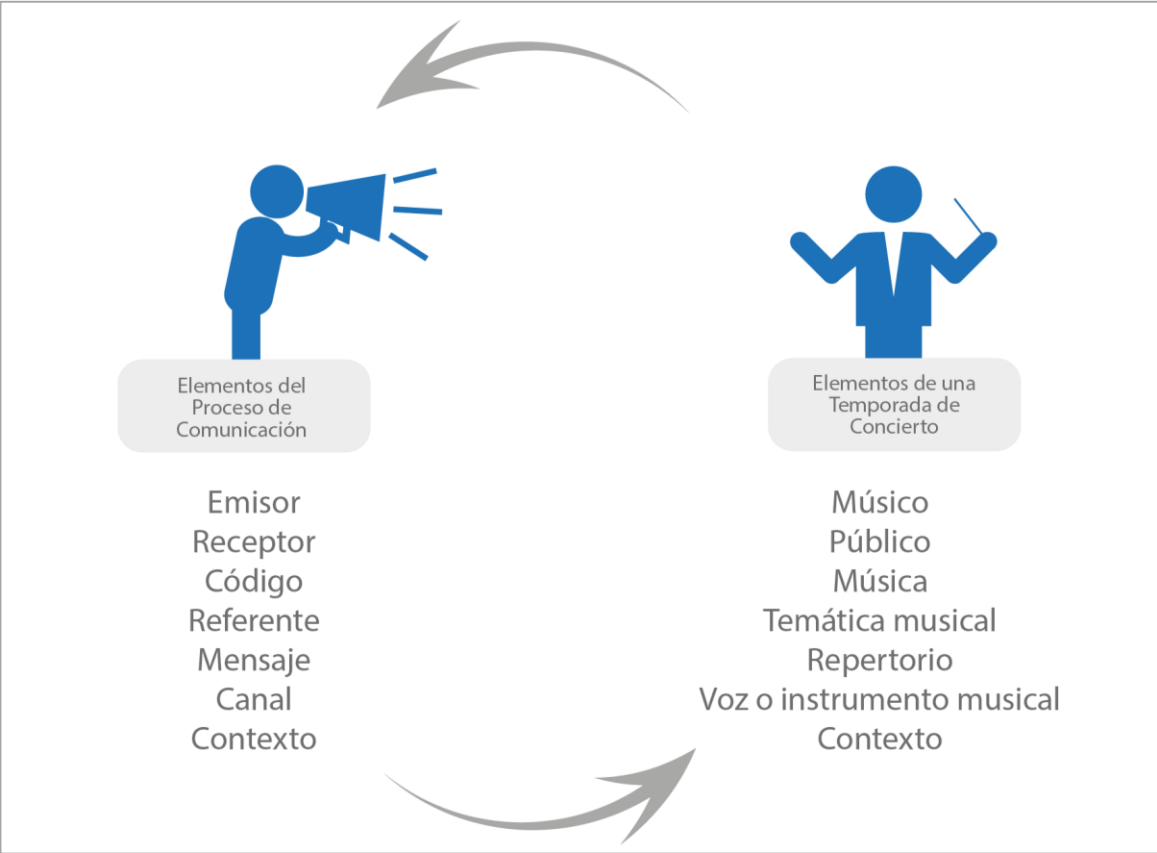 Elementos del
Proceso de
Comunicación
Emisor
Receptor
Código
Referente
Mensaje
Canal
Contexto
Elementos de una
Temporada de
Concierto
Músico
Público
Música
Temática musical
Repertorio
Voz o instrumento musical
Contexto